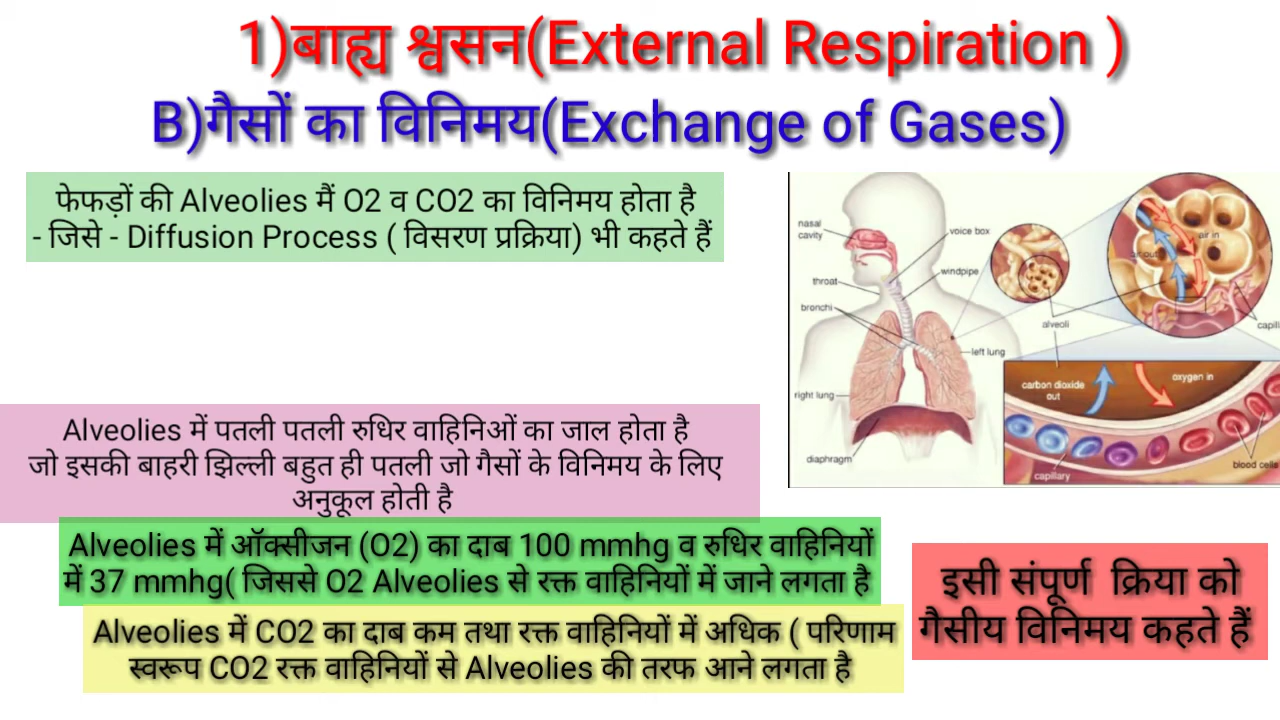 1)बाह्य श्वसन(External Respiration )
B)गैसों का विनिमय(Exchange of Gases)
फेफड़ों की Alveolies मैं O2 व CO2 का विनिमय होता है
- जिसे - Diffusion Process ( विसरण प्रक्रिया) भी कहते हैं
nasal
cavity
voice box
windpipe
throat
bronchi
left lung
right lung
diaphragm
alveoli
air in
air out
carbon dioxide
out
oxygen in
capillary
blood cells
Alveolies में पतली पतली रुधिर वाहिनिओं का जाल होता है
जो इसकी बाहरी झिल्ली बहुत ही पतली जो गैसों के विनिमय के लिए
अनुकूल होती है
Alveolies में ऑक्सीजन (O2) का दाब 100 mmhg व रुधिर वाहिनियों
में 37 mmhg( जिससे O2 Alveolies से रक्त वाहिनियों में जाने लगता है
Alveolies में CO2 का दाब कम तथा रक्त वाहिनियों में अधिक ( परिणाम
स्वरूप CO2 रक्त वाहिनियों से Alveolies की तरफ आने लगता है
इसी संपूर्ण क्रिया को
गैसीय विनिमय कहते हैं